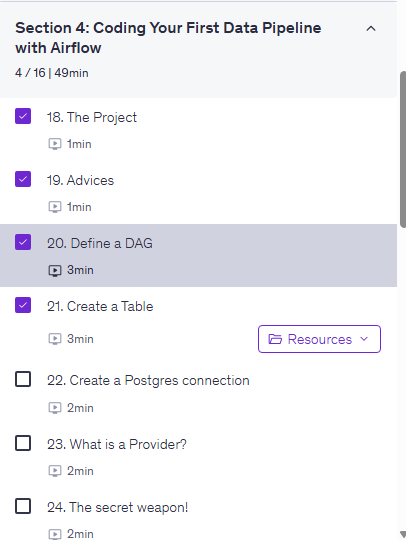 Section 4: Coding Your First Data Pipeline
with Airflow
4 / 16 | 49min
18. The Project
1min
19. Advices
1min
20. Define a DAG
3min
21. Create a Table
3min
Resources
22. Create a Postgres connection
2min
23. What is a Provider?
2min
24. The secret weapon!
2min